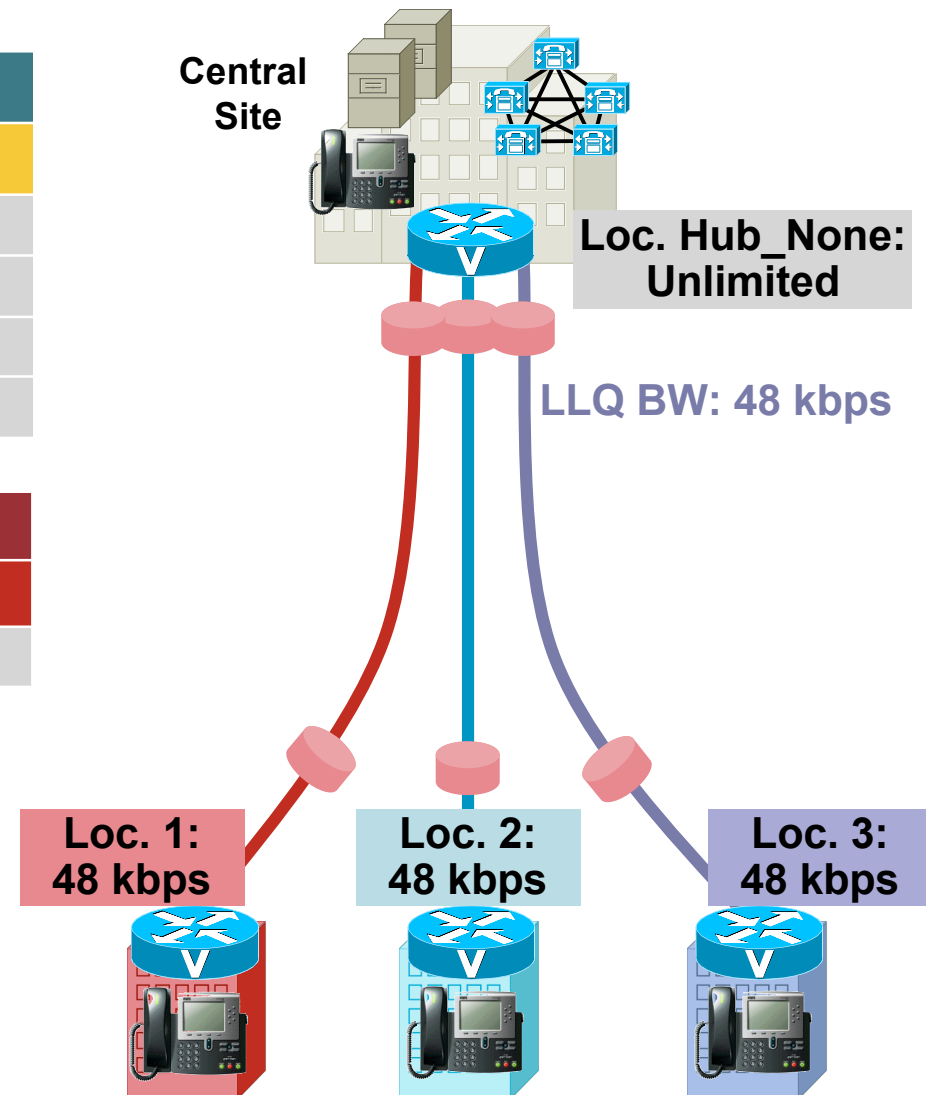 Central
Site
Loc. Hub_None:
Unlimited
LLQ BW: 48 kbps
Loc. 1:
48 kbps
Loc. 2:
48 kbps
Loc. 3:
48 kbps
V
V
V
V